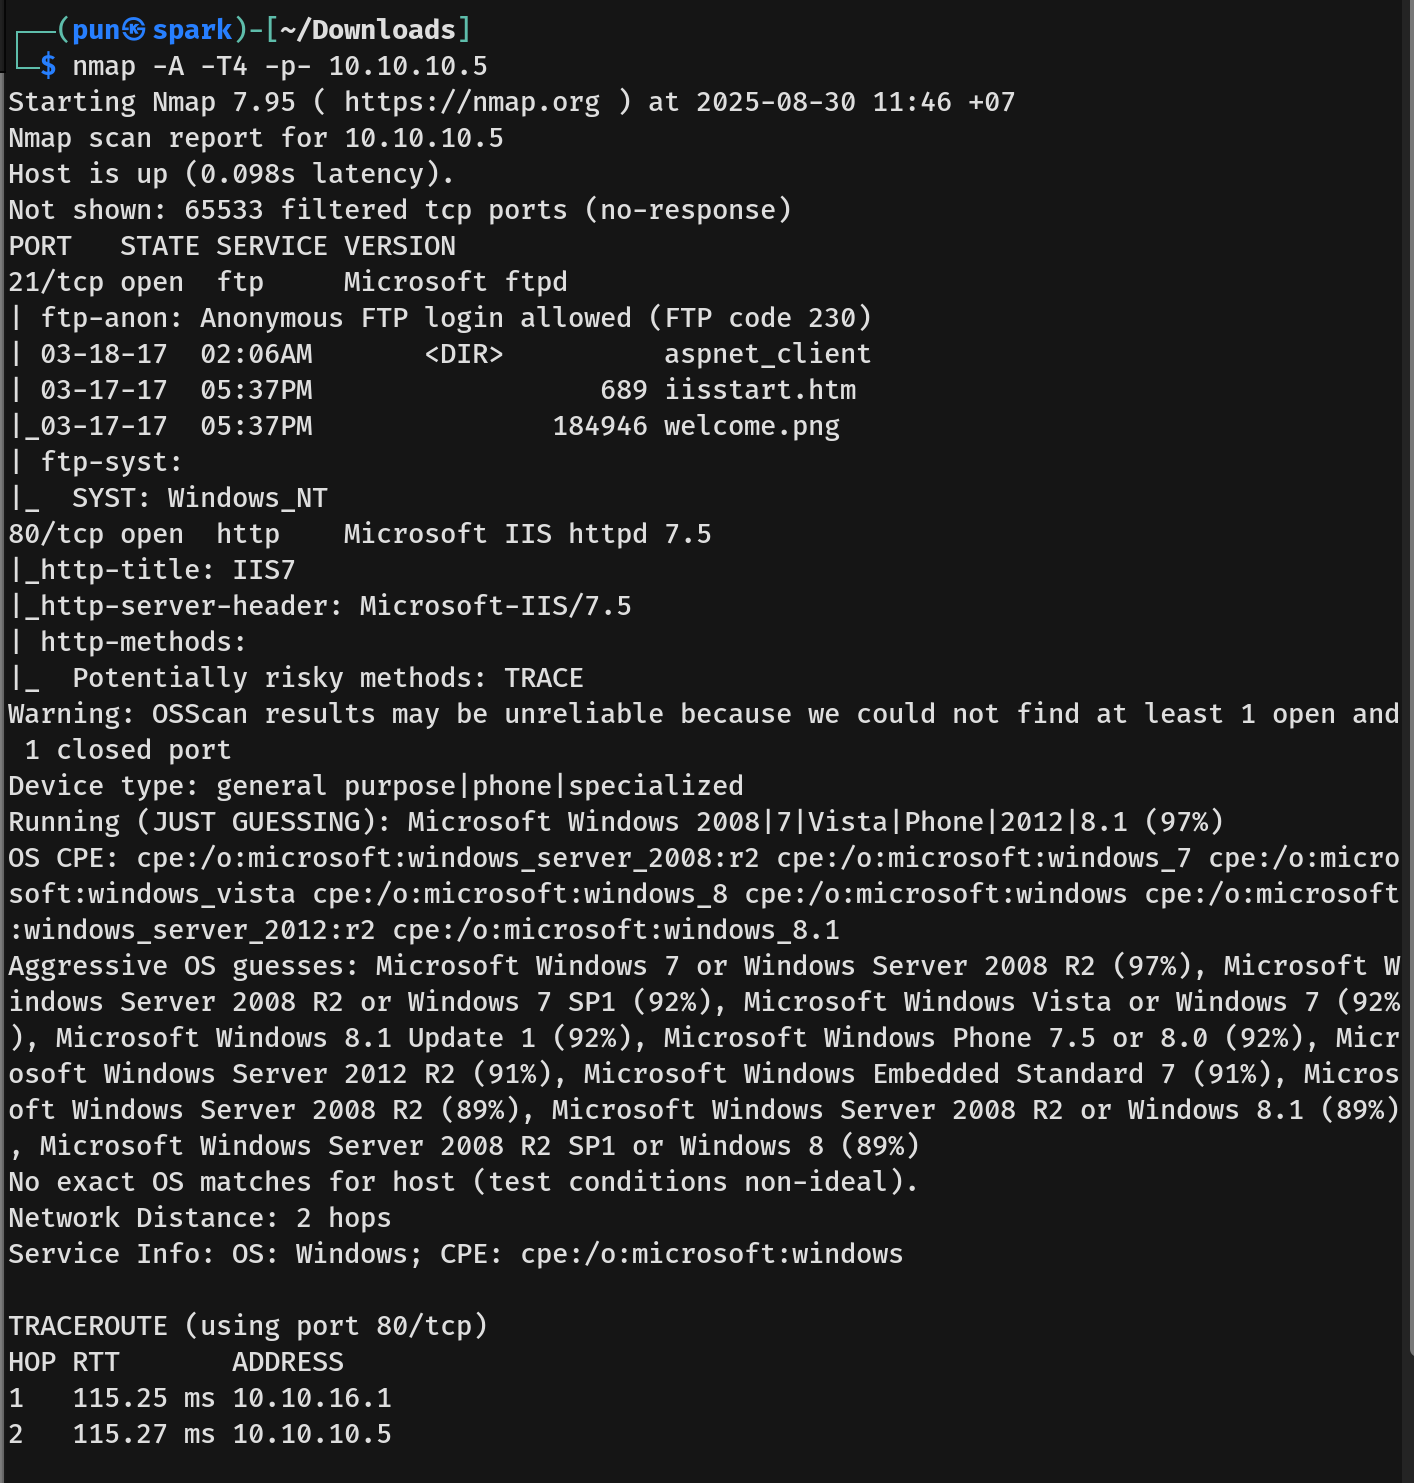 ┌──(pun㉿spark)-[~/Downloads]
└─$ nmap -A -T4 -p- 10.10.10.5
Starting Nmap 7.95 ( https://nmap.org ) at 2025-08-30 11:46 +07
Nmap scan report for 10.10.10.5
Host is up (0.098s latency).
Not shown: 65533 filtered tcp ports (no-response)
PORT   STATE SERVICE VERSION
21/tcp open  ftp     Microsoft ftpd
| ftp-anon: Anonymous FTP login allowed (FTP code 230)
| 03-18-17  02:06AM       <DIR>          aspnet_client
| 03-17-17  05:37PM                  689 iisstart.htm
|_03-17-17  05:37PM               184946 welcome.png
| ftp-syst:
|_  SYST: Windows_NT
80/tcp open  http    Microsoft IIS httpd 7.5
|_http-title: IIS7
|_http-server-header: Microsoft-IIS/7.5
| http-methods:
|_  Potentially risky methods: TRACE
Warning: OSScan results may be unreliable because we could not find at least 1 open and
 1 closed port
Device type: general purpose|phone|specialized
Running (JUST GUESSING): Microsoft Windows 2008|7|Vista|Phone|2012|8.1 (97%)
OS CPE: cpe:/o:microsoft:windows_server_2008:r2 cpe:/o:microsoft:windows_7 cpe:/o:micro
soft:windows_vista cpe:/o:microsoft:windows_8 cpe:/o:microsoft:windows cpe:/o:microsoft
:windows_server_2012:r2 cpe:/o:microsoft:windows_8.1
Aggressive OS guesses: Microsoft Windows 7 or Windows Server 2008 R2 (97%), Microsoft W
indows Server 2008 R2 or Windows 7 SP1 (92%), Microsoft Windows Vista or Windows 7 (92%
), Microsoft Windows 8.1 Update 1 (92%), Microsoft Windows Phone 7.5 or 8.0 (92%), Micr
osoft Windows Server 2012 R2 (91%), Microsoft Windows Embedded Standard 7 (91%), Micros
oft Windows Server 2008 R2 (89%), Microsoft Windows Server 2008 R2 or Windows 8.1 (89%)
, Microsoft Windows Server 2008 R2 SP1 or Windows 8 (89%)
No exact OS matches for host (test conditions non-ideal).
Network Distance: 2 hops
Service Info: OS: Windows; CPE: cpe:/o:microsoft:windows

TRACEROUTE (using port 80/tcp)
HOP RTT       ADDRESS
1   115.25 ms 10.10.16.1
2   115.27 ms 10.10.10.5